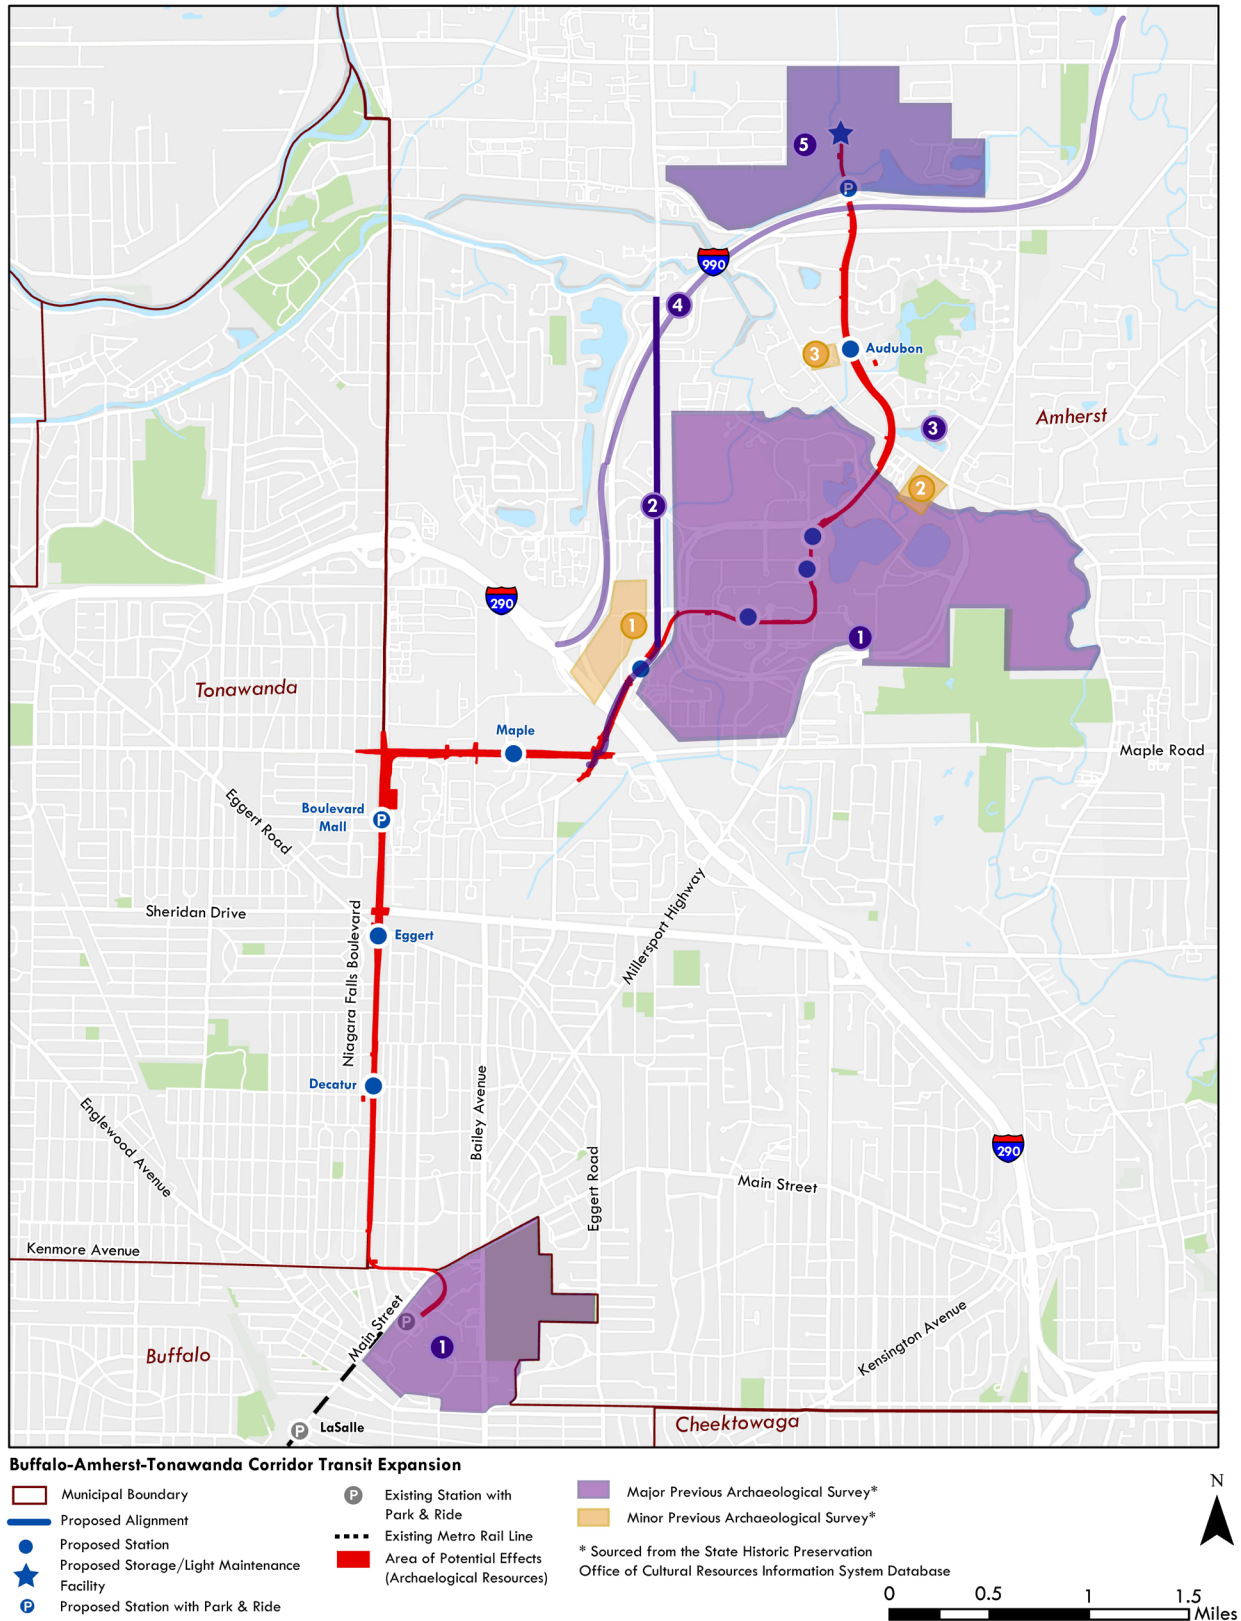 5
P
990
4
3
Audubon
Amherst
3
2
2
290
1
1
Tonawanda
Maple
Maple Road
Boulevard
Mall
P
Eggert Road
Sheridan Drive
Eggert
Niagara Falls Boulevard
Millersport Highway
Decatur
Englewood Avenue
Bailey Avenue
Eggert Road
290
Main Street
Kenmore Avenue
Main Street
P
1
Kensington Avenue
Buffalo
P
LaSalle
Cheektowaga
Buffalo-Amherst-Tonawanda Corridor Transit Expansion
Municipal Boundary
Proposed Alignment
Proposed Station
Proposed Storage/Light Maintenance
Facility
P Proposed Station with Park & Ride
P Existing Station with
Park & Ride
Existing Metro Rail Line
Area of Potential Effects
(Archaelogical Resources)
Major Previous Archaeological Survey*
Minor Previous Archaeological Survey*
* Sourced from the State Historic Preservation
Office of Cultural Resources Information System Database
N
0 0.5 1 1.5
Miles